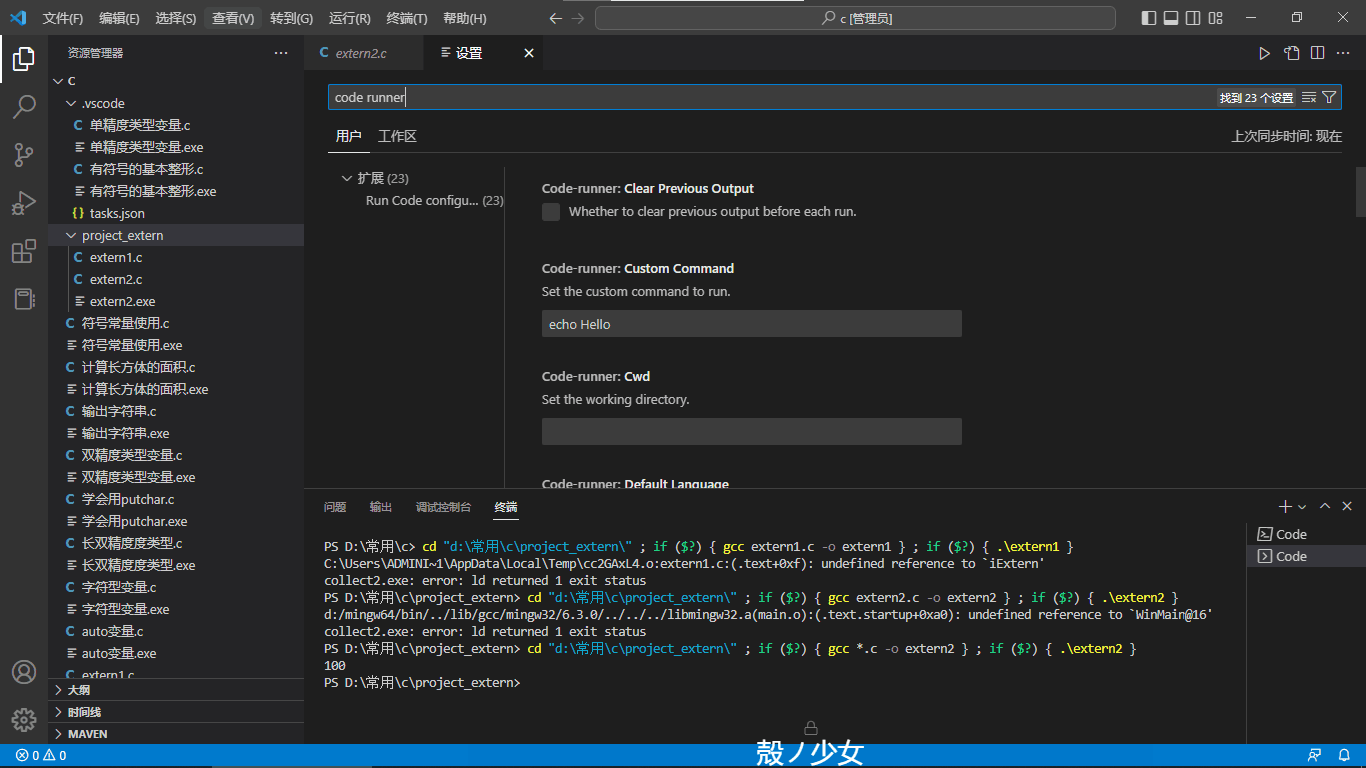 文件(F) 编辑(E) 选择(S) 查看(V) 转到(G) 运行(R) 终端(T) 帮助(H)
c [管理员]
资源管理器
C
.vscode
单精度类型变量.c
单精度类型变量.exe
有符号的基本整形.c
有符号的基本整形.exe
tasks.json
project_extern
extern1.c
extern2.c
extern2.exe
符号常量使用.c
符号常量使用.exe
计算长方体的面积.c
计算长方体的面积.exe
输出字符串.c
输出字符串.exe
双精度类型变量.c
双精度类型变量.exe
学会用putchar.c
学会用putchar.exe
长双精度度类型.c
长双精度度类型.exe
字符型变量.c
字符型变量.exe
auto变量.c
auto变量.exe
extern1.c
大纲
时间线
MAVEN
extern2.c
设置
code runner
找到 23 个设置
用户 工作区
上次同步时间: 现在
扩展 (23)
Run Code configu... (23)
Code-runner: Clear Previous Output
Whether to clear previous output before each run.
Code-runner: Custom Command
Set the custom command to run.
echo Hello
Code-runner: Cwd
Set the working directory.
Code-runner: Default Language
问题 输出 调试控制台 终端
PS D:\常用\c> cd "d:\常用\c\project_extern\" ; if ($?) { gcc extern1.c -o extern1 } ; if ($?) { .\extern1 }
C:\Users\ADMINI~1\AppData\Local\Temp\cc2GAxL4.o:extern1.c:(.text+0xf): undefined reference to `iExtern'
collect2.exe: error: ld returned 1 exit status
PS D:\常用\c\project_extern> cd "d:\常用\c\project_extern\" ; if ($?) { gcc extern2.c -o extern2 } ; if ($?) { .\extern2 }
d:/mingw64/bin/../lib/gcc/mingw32/6.3.0/../../../libmingw32.a(main.o):(.text.startup+0xa0): undefined reference to `WinMain@16'
collect2.exe: error: ld returned 1 exit status
PS D:\常用\c\project_extern> cd "d:\常用\c\project_extern\" ; if ($?) { gcc *.c -o extern2 } ; if ($?) { .\extern2 }
100
PS D:\常用\c\project_extern>
Code
Code
0 0
殻ノ少女